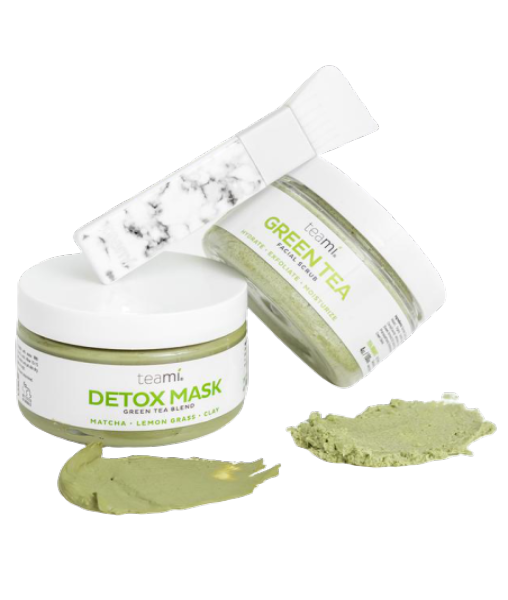 teami.
GREEN TEA
FACIAL SCRUB
HYDRATE • EXFOLIATE • MOISTURIZE
teami.
DETOX MASK
GREEN TEA BLEND
MATCHA • LEMON GRASS • CLAY